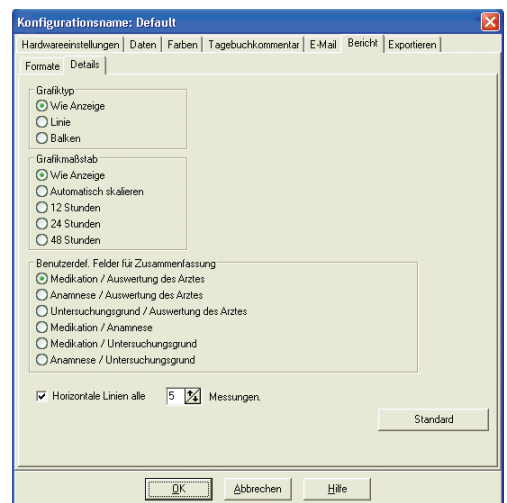 Konfigurationsname: Default
Hardwareeinstellungen Daten Farben Tagebuchkommentar E-Mail Bericht Exportieren
Formate Details
Grafiktyp
Wie Anzeige
Linie
Balken
Grafikmaßstab
Wie Anzeige
Automatisch skalieren
12 Stunden
24 Stunden
48 Stunden
Benutzerdef. Felder für Zusammenfassung
Medikation / Auswertung des Arztes
Anamnese / Auswertung des Arztes
Untersuchungsgrund / Auswertung des Arztes
Medikation / Anamnese
Medikation / Untersuchungsgrund
Anamnese / Untersuchungsgrund
Horizontale Linien alle 5 Messungen.
Standard
OK Abbrechen Hilfe